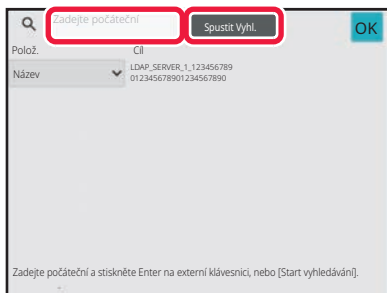 Zadejte počáteční
Spustit Vyhl.
OK
Polož.
Cíl
Název
LDAP_SERVER_1_123456789
012345678901234567890
Zadejte počáteční a stiskněte Enter na externí klávesnici, nebo [Start vyhledávání].